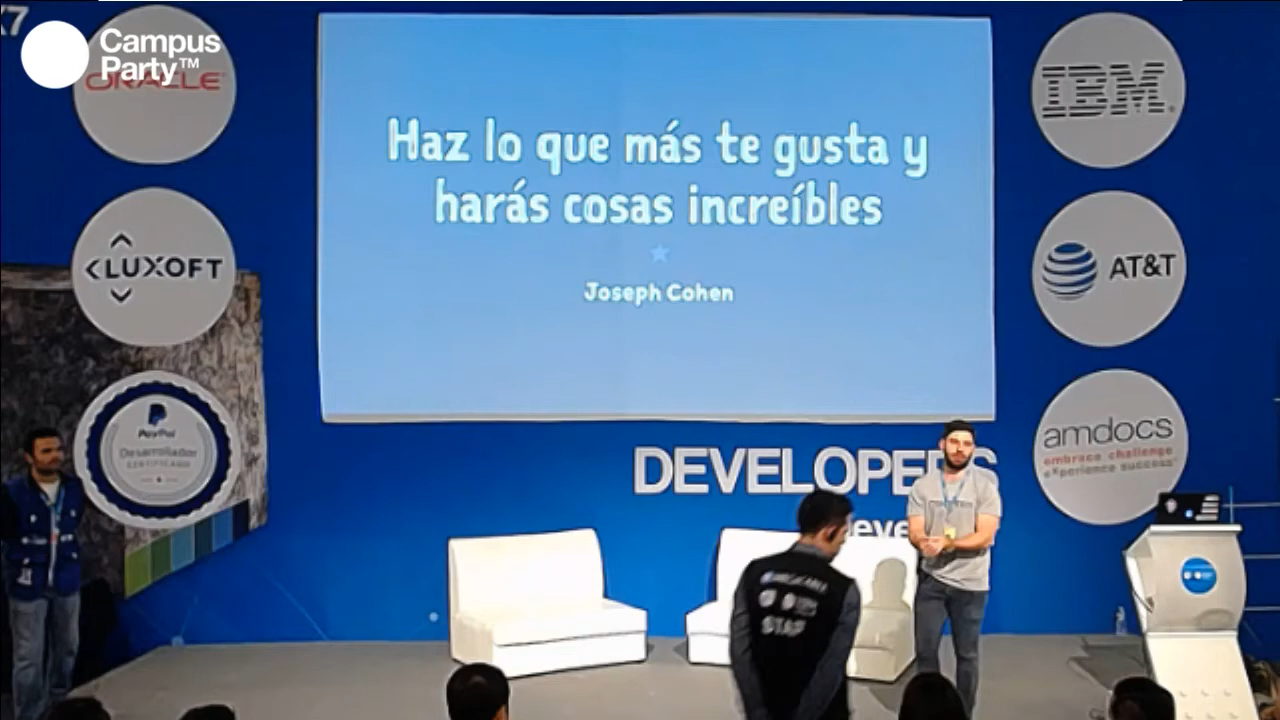 Campus
Party™
ORACLE
Haz lo que más te gusta y
harás cosas increíbles
Joseph Cohen
IBM
<LUXOFT
AT&T
PayPal
Desarrollador
CERTIFICADO
amdocs
embrace challenge
experience success
DEVELOPERS
STAFF